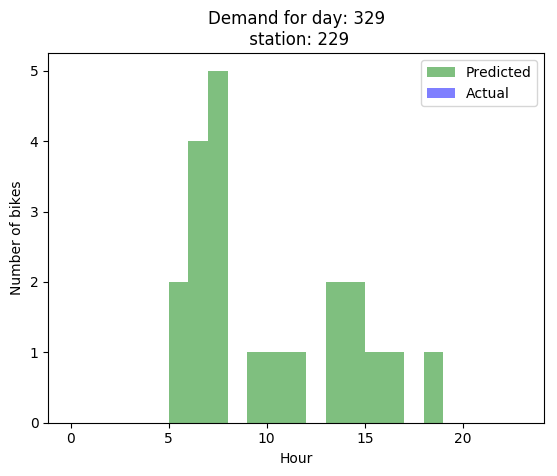 Demand for day: 329
station: 229
Predicted
Actual
5
4
3
2
1
0
Number of bikes
0 5 10 15 20
Hour